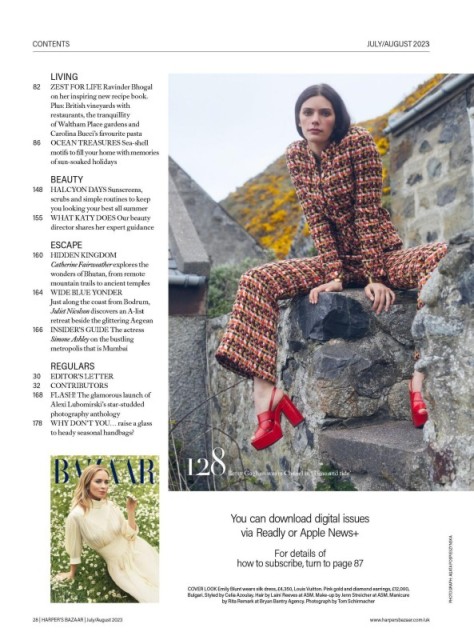 CONTENTS
JULY/AUGUST 2023
LIVING
82 ZEST FOR LIFE Ravinder Bhogal
on her inspiring new recipe book.
Plus: British vineyards with
restaurants, the tranquillity
of Waltham Place gardens and
Carolina Bucci's favourite pasta
86 OCEAN TREASURES Sea-shell
motifs to fill your home with memories
of sun-soaked holidays
BEAUTY
148 HALCYON DAYS Sunscreens,
scrubs and simple routines to keep
you looking your best all summer
155 WHAT KATY DOES Our beauty
director shares her expert guidance
ESCAPE
160 HIDDEN KINGDOM
Catherine Fairweather explores the
wonders of Bhutan, from remote
mountain trails to ancient temples
164 WIDE BLUE YONDER
Just along the coast from Bodrum,
Juliet Nicolson discovers an A-list
retreat beside the glittering Aegean
166 INSIDER'S GUIDE The actress
Simone Ashley on the bustling
metropolis that is Mumbai
REGULARS
30 EDITOR'S LETTER
32 CONTRIBUTORS
168 FLASH! The glamorous launch of
Alexi Lubomirski's star-studded
photography anthology
178 WHY DON'T YOU... raise a glass
to heady seasonal handbags?
128
in
BAZAAR
You can download digital issues
via Readly or Apple News+
For details of
how to subscribe, turn to page 87
COVER LOOK Emily Blunt wears silk dress, £4,350, Louis Vuitton. Pink gold and diamond earrings, £12,000,
Bulgari. Styled by Celia Azoulay. Hair by Laini Reeves at ASM. Make-up by Jenn Streicher at ASM. Manicure
by Rita Remark at Bryan Bantry Agency. Photograph by Tom Schirmacher
26 | HARPER'S BAZAAR | July/August 2023
www.harpersbazaar.com/uk